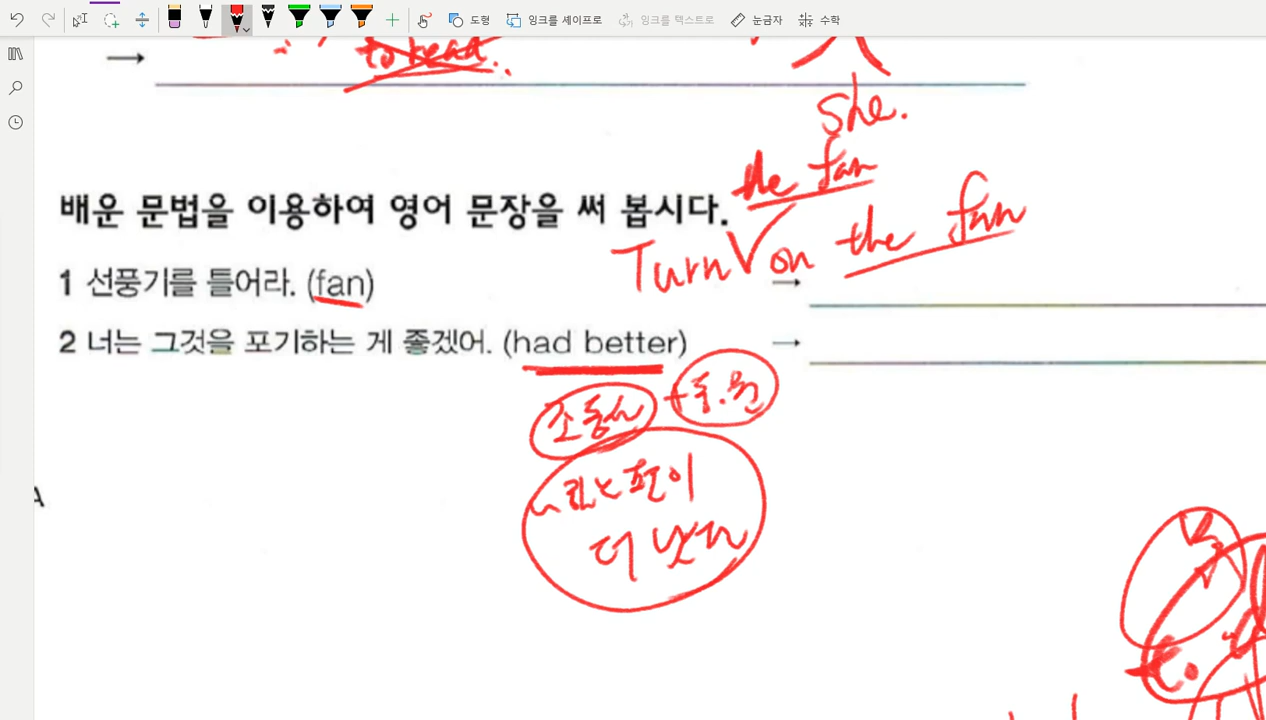 도형 잉크를 셰이프로 잉크를 텍스트로 눈금자 수학
to read.
→
she.
the fan
배운 문법을 이용하여 영어 문장을 써 봅시다.
Turn on the fan
1 선풍기를 틀어라. (fan) →
2 너는 그것을 포기하는 게 좋겠어. (had better) →
조동사 + 동.원
~라는 편이
더 낫다
A